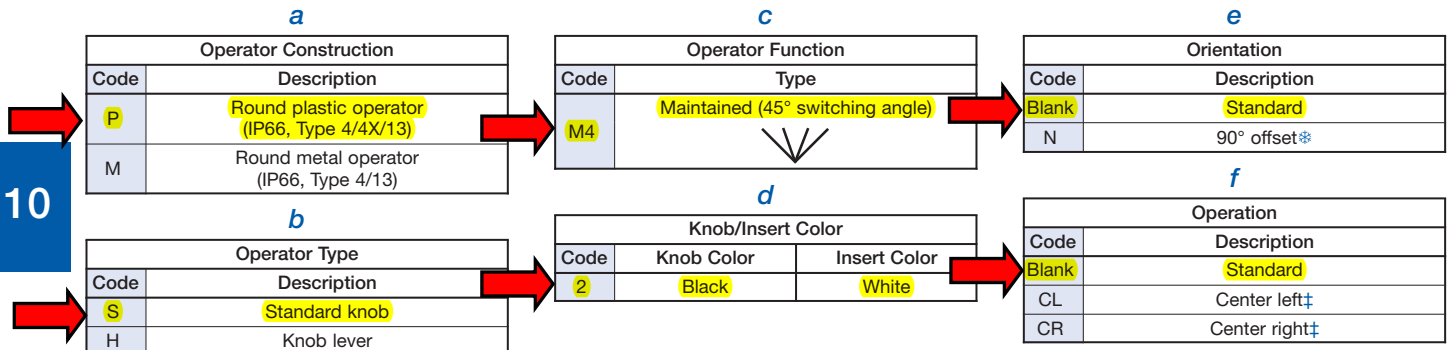 a
Operator Construction
Code Description
P Round plastic operator
(IP66, Type 4/4X/13)
M Round metal operator
(IP66, Type 4/13)
10
b
Operator Type
Code Description
S Standard knob
H Knob lever
c
Operator Function
Code Type
M4 Maintained (45° switching angle)
d
Knob/Insert Color
Code Knob Color Insert Color
2 Black White
e
Orientation
Code Description
Blank Standard
N 90° offset❄
f
Operation
Code Description
Blank Standard
CL Center left‡
CR Center right‡